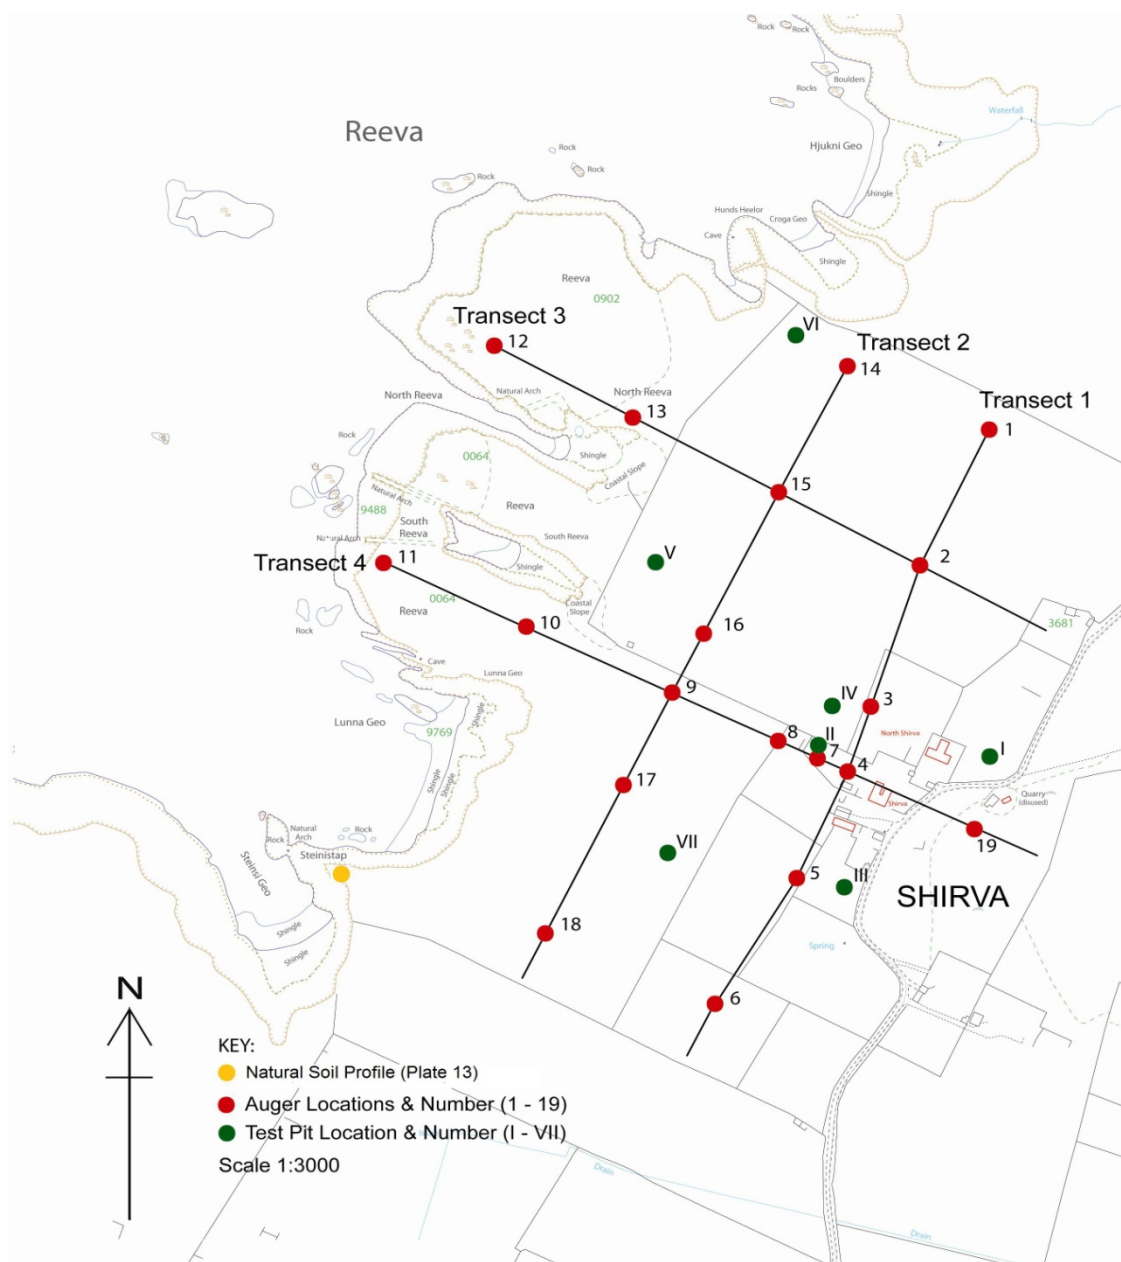 Rock
Rock
Boulders
Rocks
Waterfall
Reeva
Hjukni Geo
Rock
Rock
Rock
Shingle
Hunds Heelor
Croga Geo
Cave
Shingle
Reeva
0902
Transect 3
12
VI
Transect 2
14
Natural Arch
North Reeva
North Reeva
Transect 1
13
1
Rock
Shingle
0064
Coastal Slope
Natural Arch
Reeva
15
9488
South Reeva
South Reeva
Natural Arch
Transect 4
11
Shingle
V
2
0064
Reeva
Coastal Slope
10
16
3681
Rock
Cave
Lunna Geo
9
IV
3
Lunna Geo
Shingle
9769
8
II
North Shirva
7
4
I
Shingle
Shingle
17
Shirva
Quarry (disused)
Rock
Natural Arch
Rock
Steinistap
19
VII
Steinsi Geo
5
III
SHIRVA
Shingle
18
Spring
Shingle
N
6
KEY:
Natural Soil Profile (Plate 13)
Auger Locations & Number (1 - 19)
Test Pit Location & Number (I - VII)
Scale 1:3000
Drain
Drain